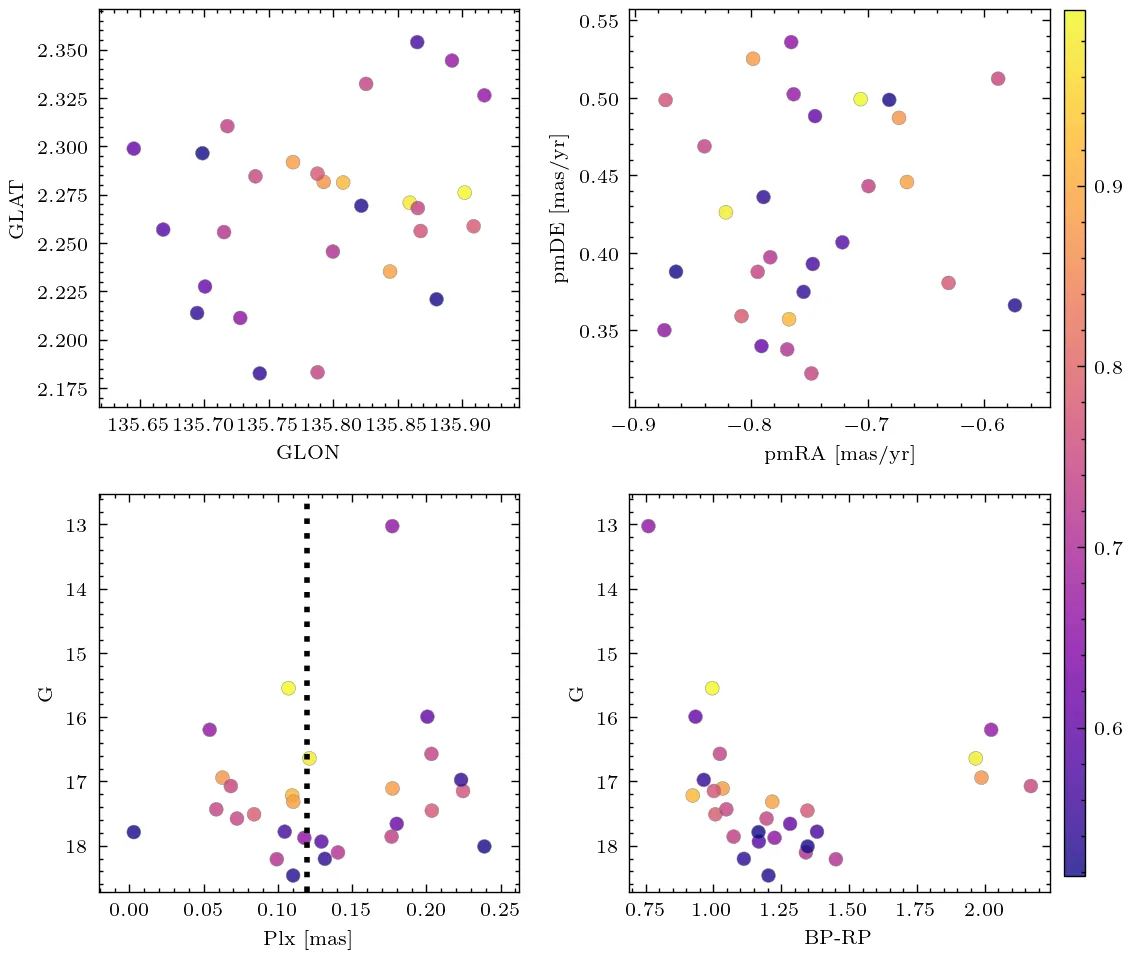 2.350
2.325
2.300
2.275
2.250
2.225
2.200
2.175
GLAT
135.65 135.70 135.75 135.80 135.85 135.90
GLON
0.55
0.50
0.45
0.40
0.35
pmDE [mas/yr]
−0.9 −0.8 −0.7 −0.6
pmRA [mas/yr]
13
14
15
16
17
18
G
0.00 0.05 0.10 0.15 0.20 0.25
Plx [mas]
13
14
15
16
17
18
G
0.75 1.00 1.25 1.50 1.75 2.00
BP-RP
0.9
0.8
0.7
0.6